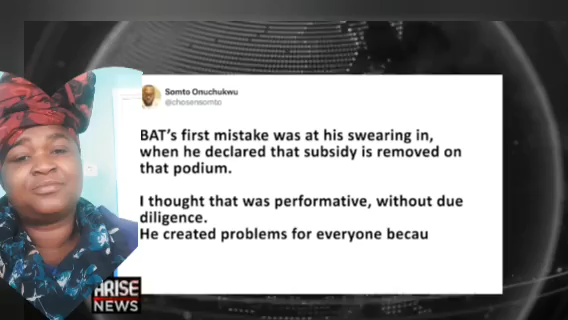 Somto Onuchukwu
@chosensomto
BAT's first mistake was at his swearing in,
when he declared that subsidy is removed on
that podium.
I thought that was performative, without due
diligence.
He created problems for everyone becau
ARISE
NEWS